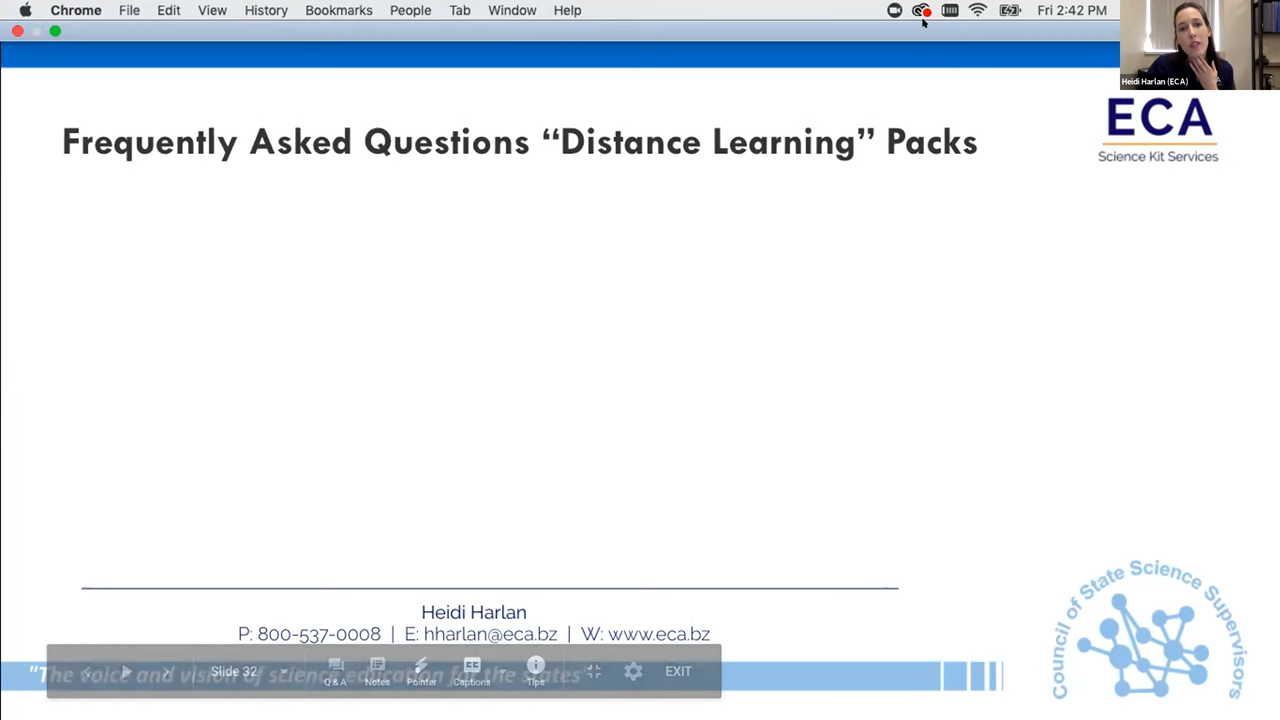 Chrome File Edit View History Bookmarks People Tab Window Help Fri 2:42 PM
Heidi Harlan (ECA)
Frequently Asked Questions “Distance Learning” Packs
ECA
Science Kit Services
Heidi Harlan
P: 800-537-0008 | E: hharlan@eca.bz | W: www.eca.bz
"The voice and vision of science education for the States"
Slide 32 Q & A Notes Pointer CC Captions Tips EXIT
Council of State Science Supervisors